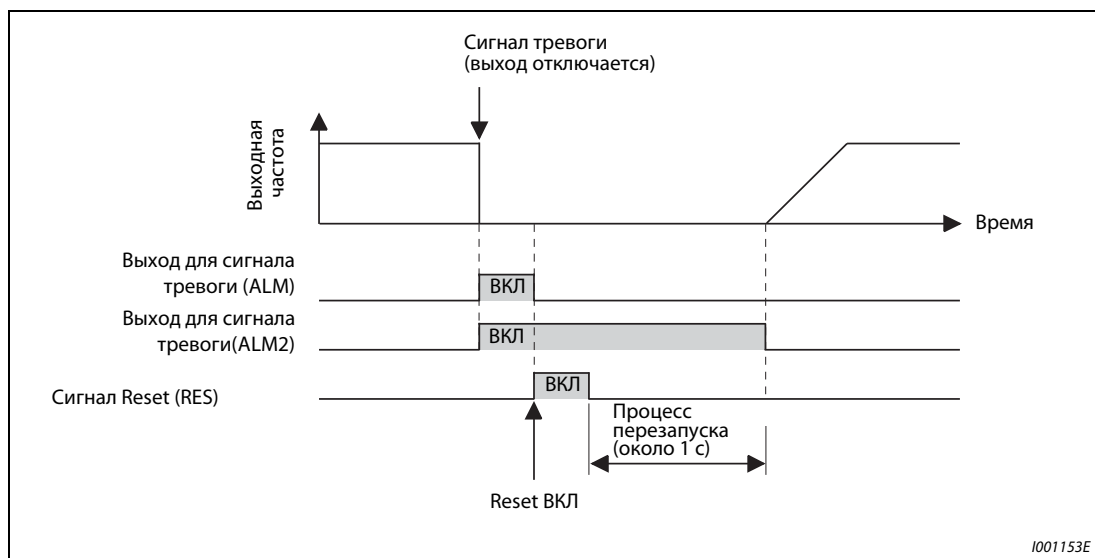 Сигнал тревоги
(выход отключается)
Выходная
частота
Время
Выход для сигнала
тревоги (ALM)
ВКЛ
Выход для сигнала
тревоги(ALM2)
ВКЛ
Сигнал Reset (RES)
ВКЛ
Процесс
перезапуска
(около 1 с)
Reset ВКЛ
I001153E